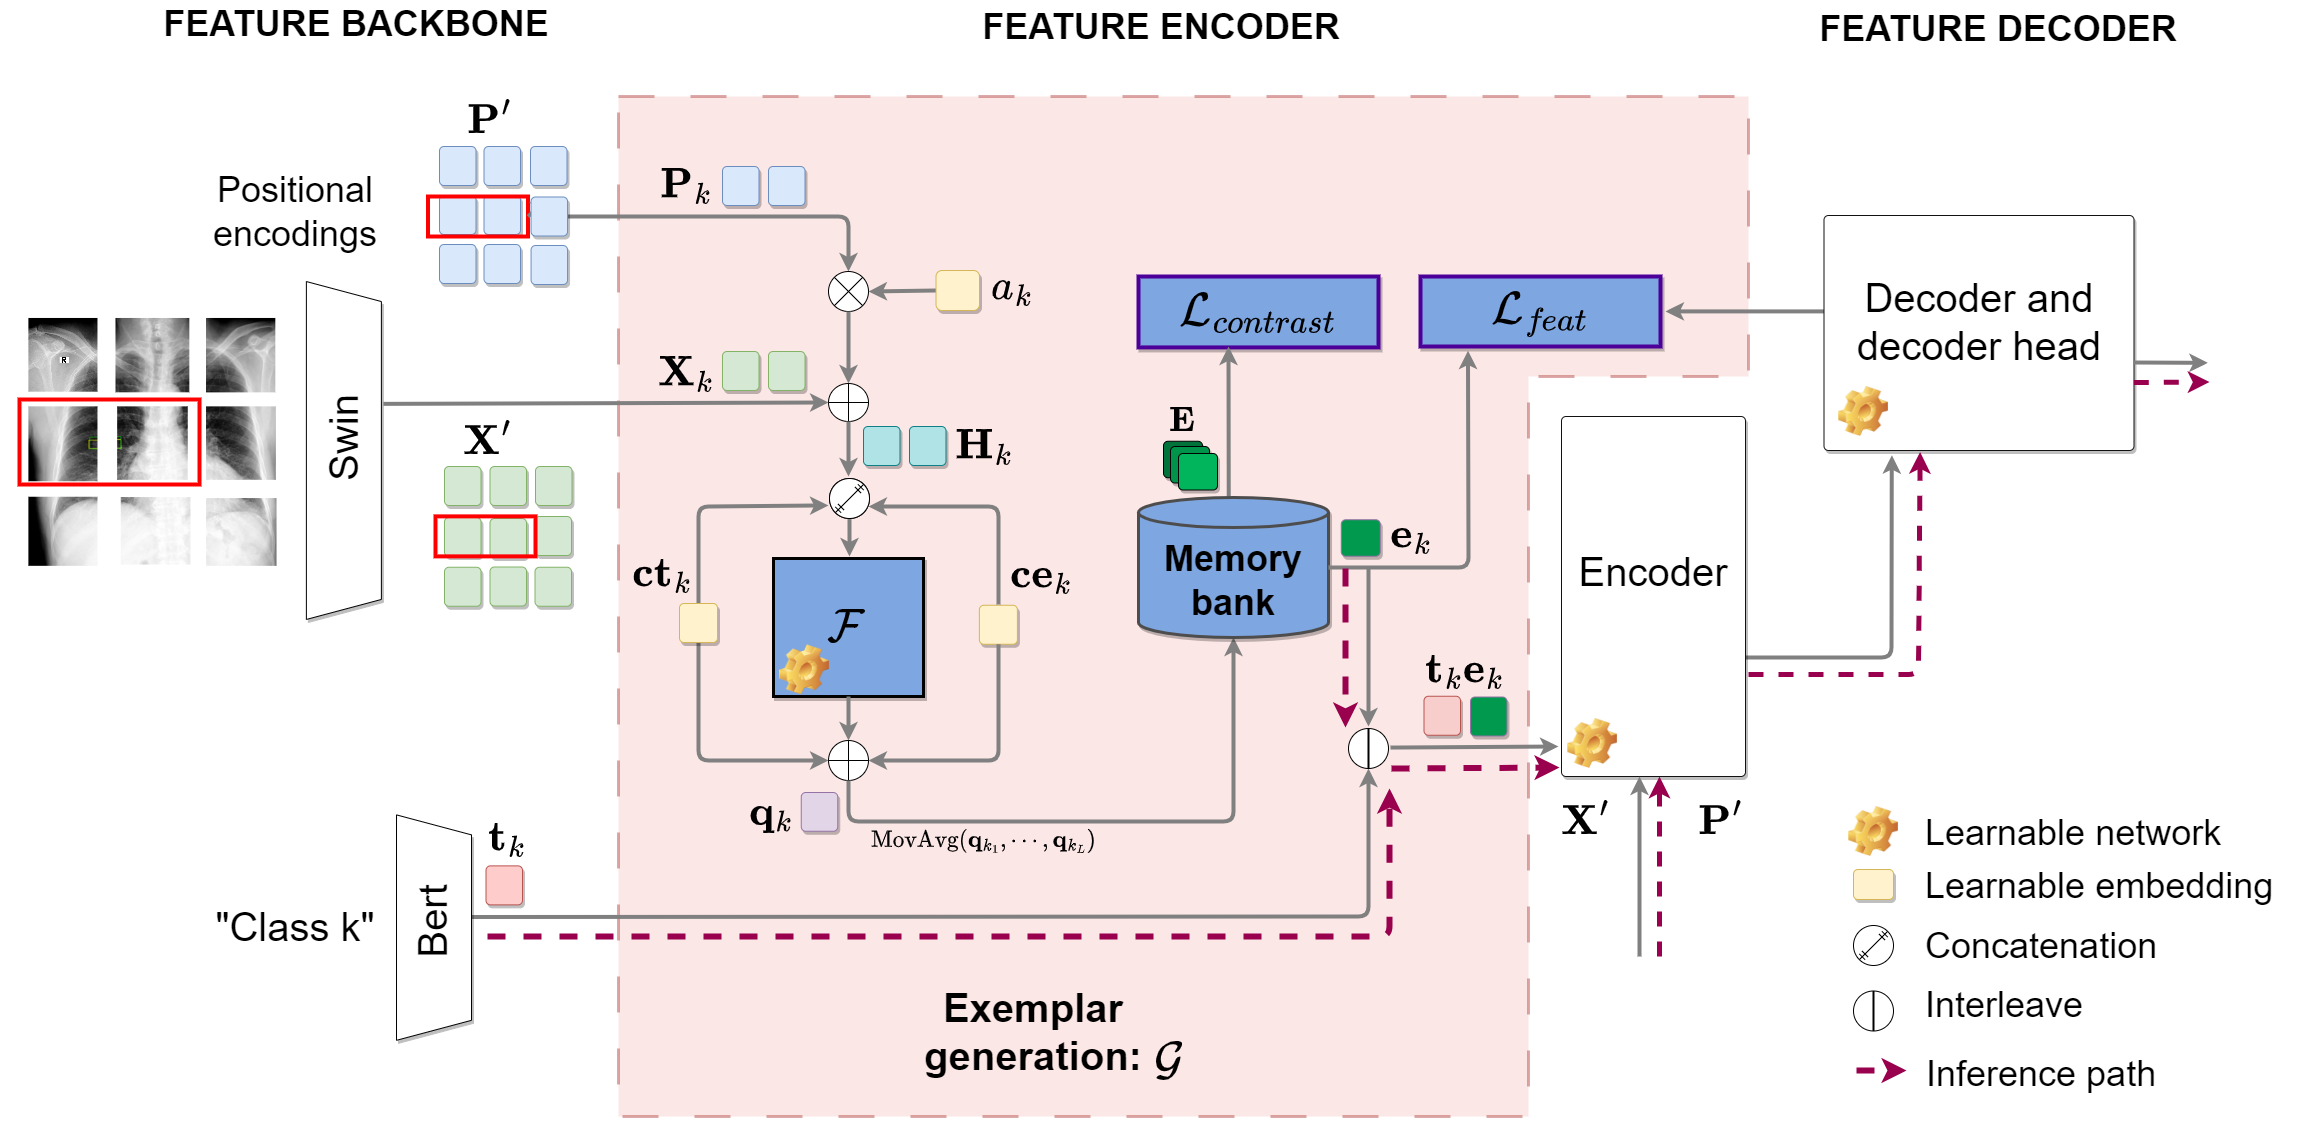 FEATURE BACKBONE
FEATURE ENCODER
FEATURE DECODER
P′
Positional
encodings
P_k
a_k
X_k
X′
R
Swin
H_k
ct_k
ce_k
ℱ
q_k
MovAvg(q_{k_1}, ⋯, q_{k_L})
ℒ_contrast
ℒ_feat
E
Memory
bank
e_k
t_k e_k
Encoder
Decoder and
decoder head
X′
P′
t_k
"Class k"
Bert
Exemplar
generation: 𝒢
Learnable network
Learnable embedding
Concatenation
Interleave
Inference path